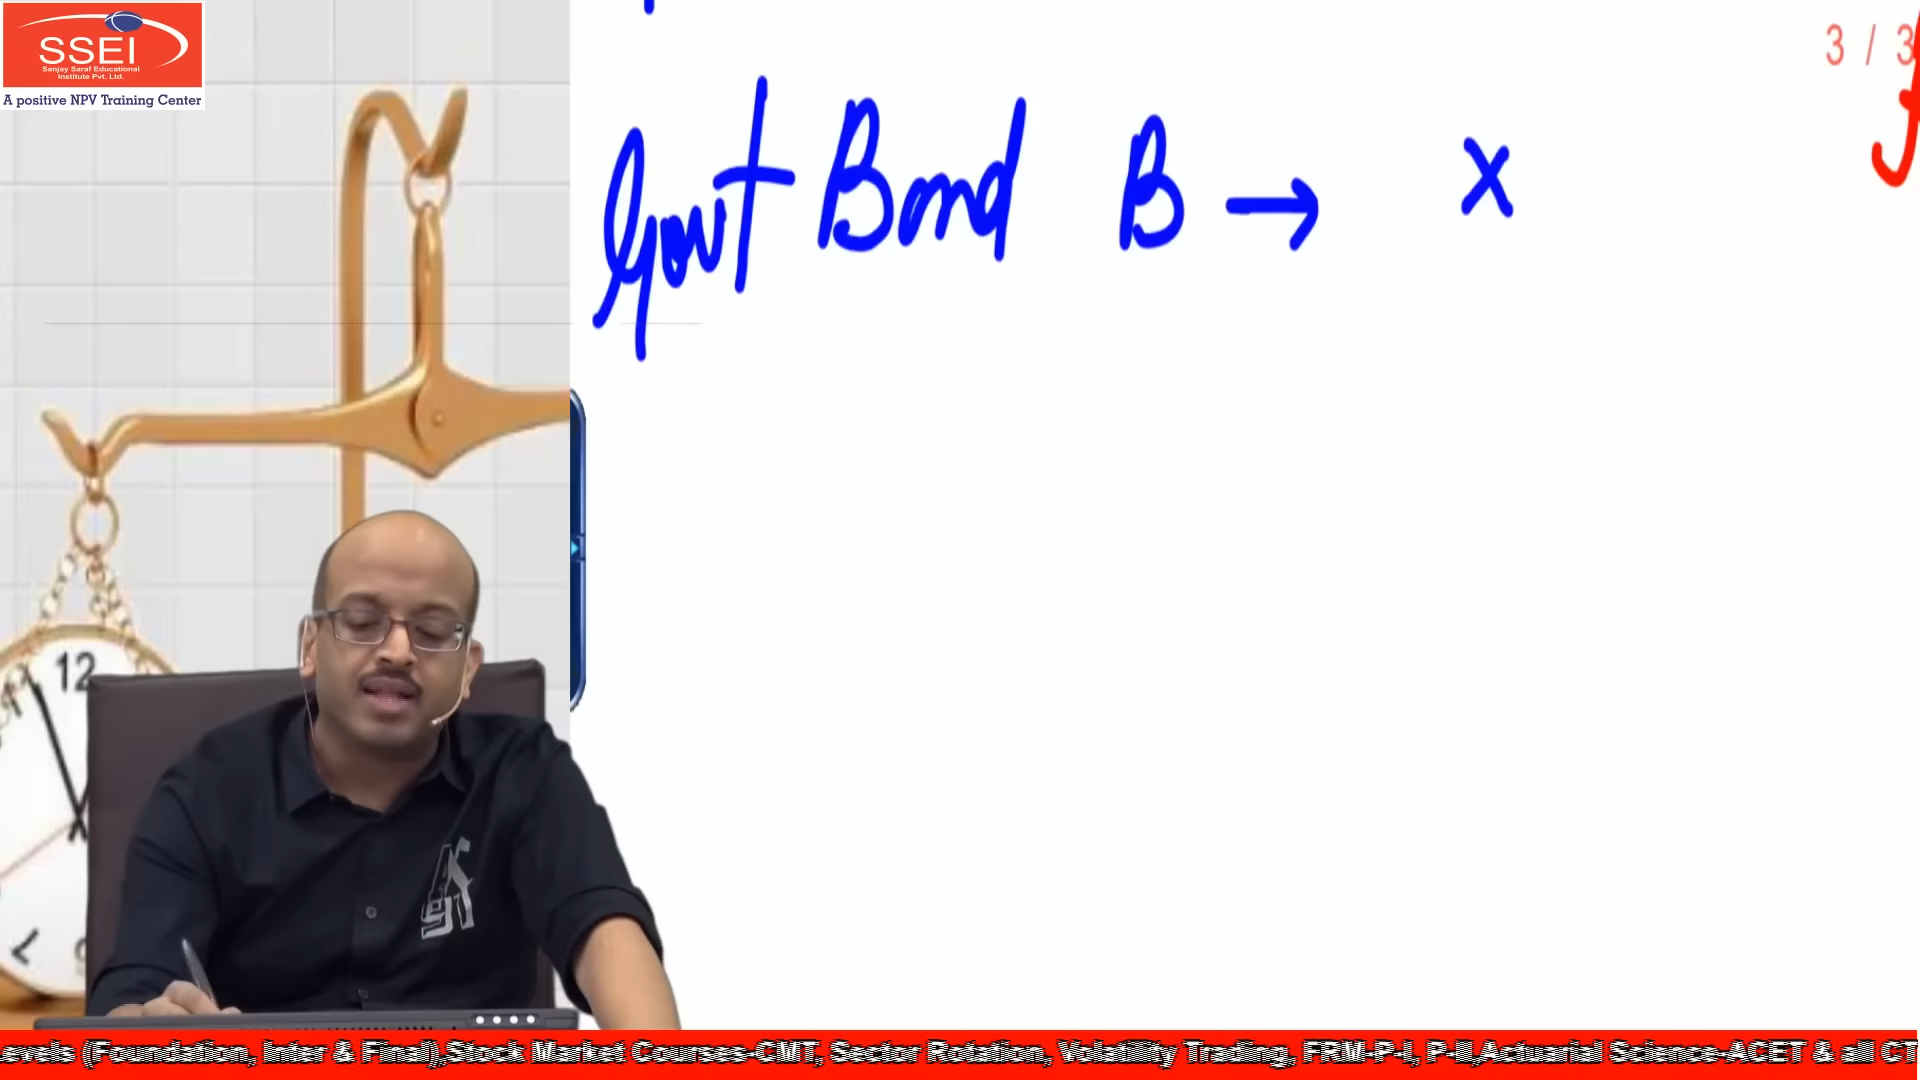 SSEI
Sanjay Saraf Educational
Institute Pvt. Ltd.
A positive NPV Training Center
3 / 3
Govt Bond B → x
12
evels (Foundation, Inter & Final),Stock Market Courses-CMT, Sector Rotation, Volatility Trading, FRM-P-I, P-II,Actuarial Science-ACET & all CT